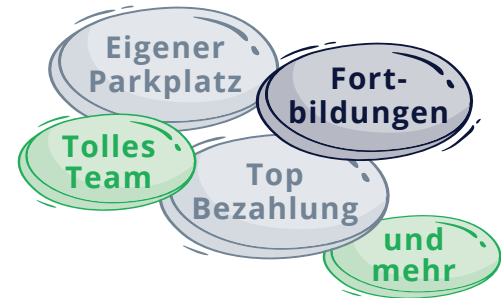 Eigener
Parkplatz
Fort-
bildungen
Tolles
Team
Top
Bezahlung
und
mehr